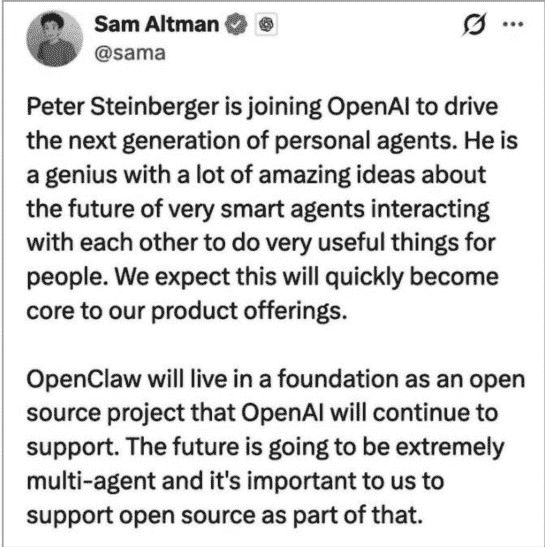 Sam Altman
@sama
Peter Steinberger is joining OpenAI to drive
the next generation of personal agents. He is
a genius with a lot of amazing ideas about
the future of very smart agents interacting
with each other to do very useful things for
people. We expect this will quickly become
core to our product offerings.
OpenClaw will live in a foundation as an open
source project that OpenAI will continue to
support. The future is going to be extremely
multi-agent and it's important to us to
support open source as part of that.